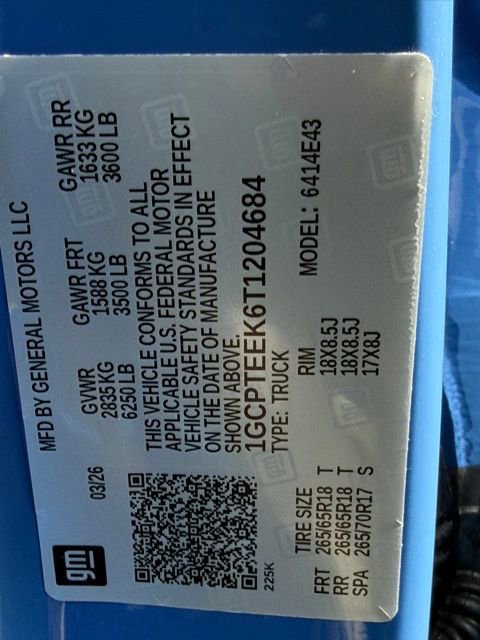 gm
MFD BY GENERAL MOTORS LLC
03/26
GVWR GAWR FRT GAWR RR
2835 KG 1588 KG 1633 KG
6250 LB 3500 LB 3600 LB
THIS VEHICLE CONFORMS TO ALL
APPLICABLE U.S. FEDERAL MOTOR
VEHICLE SAFETY STANDARDS IN EFFECT
ON THE DATE OF MANUFACTURE
SHOWN ABOVE.
1GCPTEEK6T1204684
TYPE: TRUCK MODEL: 6414E43
225K
TIRE SIZE RIM
FRT 265/65R18 T 18X8.5J
RR 265/65R18 T 18X8.5J
SPA 265/70R17 S 17X8J